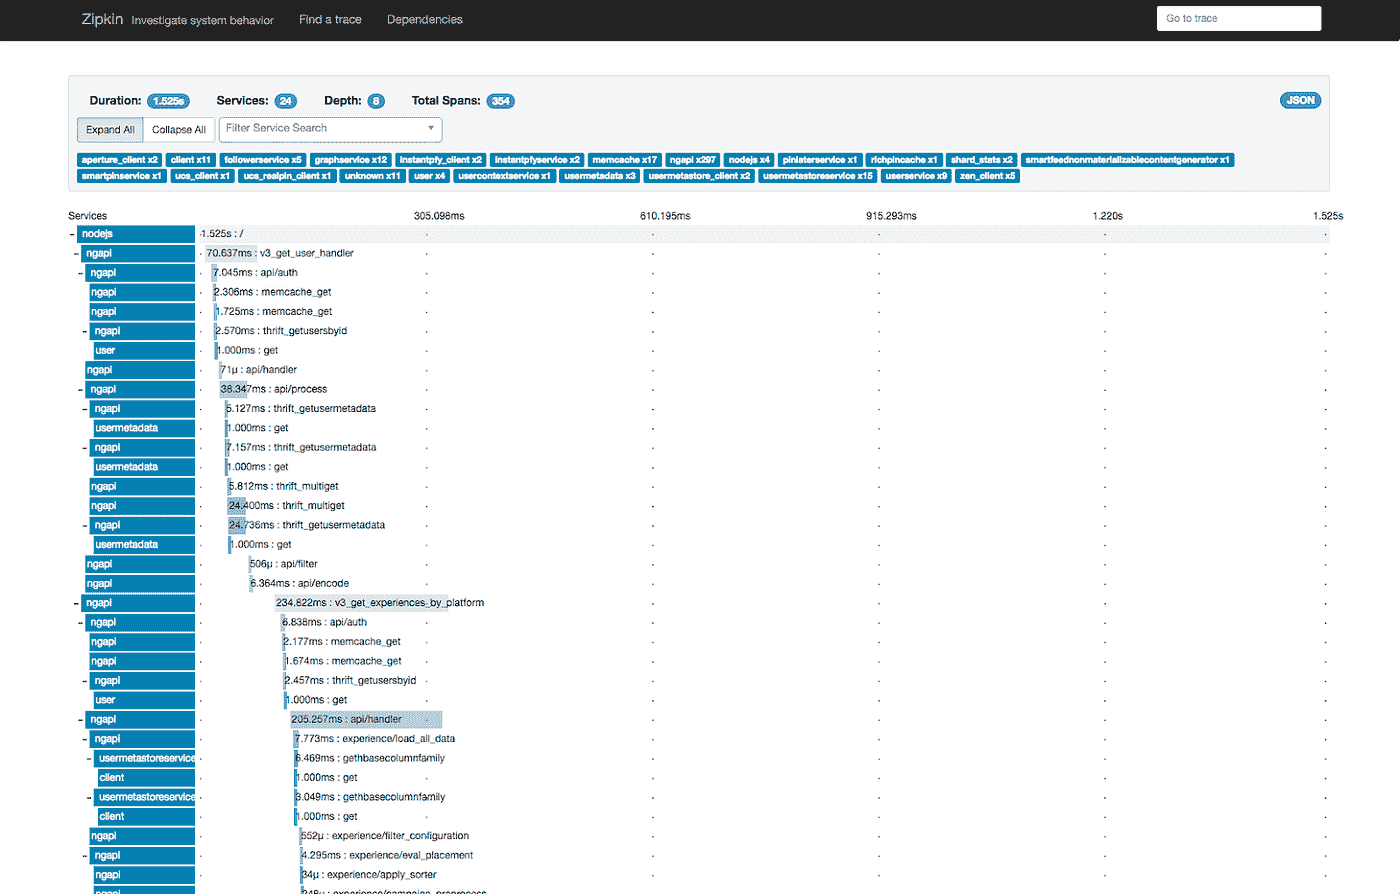 Zipkin Investigate system behavior Find a trace Dependencies Go to trace
Duration: 1.525s Services: 24 Depth: 8 Total Spans: 354 JSON
Expand All Collapse All Filter Service Search
aperture_client x2 client x11 followerservice x5 graphservice x12 instantpfy_client x2 instantpfyservice x2 memcache x17 ngapi x297 nodejs x4 pinlaterservice x1 richpincache x1 shard_stats x2 smartfeednonmaterializablecontentgenerator x1
smartpinservice x1 ucs_client x1 ucs_realpin_client x1 unknown x11 user x4 usercontextservice x1 usermetadata x3 usermetastore_client x2 usermetastoreservice x15 userservice x9 zen_client x5
Services 305.098ms 610.195ms 915.293ms 1.220s 1.525s
- nodejs 1.525s : /
- ngapi 70.637ms : v3_get_user_handler
- ngapi 7.045ms : api/auth
ngapi 2.306ms : memcache_get
ngapi 1.725ms : memcache_get
- ngapi 2.570ms : thrift_getusersbyid
user 1.000ms : get
ngapi 71µ : api/handler
- ngapi 38.347ms : api/process
- ngapi 5.127ms : thrift_getusermetadata
usermetadata 1.000ms : get
- ngapi 7.157ms : thrift_getusermetadata
usermetadata 1.000ms : get
ngapi 5.812ms : thrift_multiget
ngapi 24.400ms : thrift_multiget
- ngapi 24.736ms : thrift_getusermetadata
usermetadata 1.000ms : get
ngapi 506µ : api/filter
ngapi 6.364ms : api/encode
- ngapi 234.822ms : v3_get_experiences_by_platform
- ngapi 6.838ms : api/auth
ngapi 2.177ms : memcache_get
ngapi 1.674ms : memcache_get
- ngapi 2.457ms : thrift_getusersbyid
user 1.000ms : get
- ngapi 205.257ms : api/handler
- ngapi 7.773ms : experience/load_all_data
- usermetastoreservice 6.469ms : gethbasecolumnfamily
client 1.000ms : get
- usermetastoreservice 3.049ms : gethbasecolumnfamily
client 1.000ms : get
ngapi 552µ : experience/filter_configuration
- ngapi 4.295ms : experience/eval_placement
ngapi 34µ : experience/apply_sorter
ngapi experience/campaign_preprocess